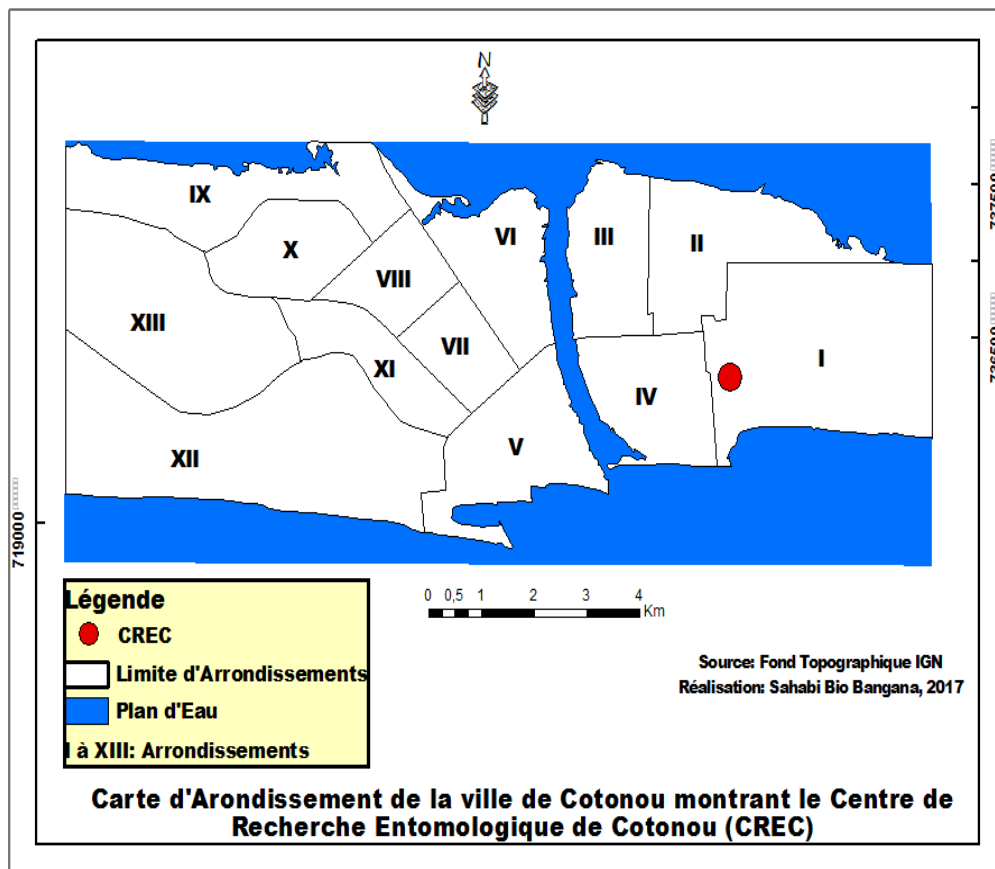 N
IX
X
VIII
VI
III
II
XIII
VII
XI
I
IV
XII
V
719000
0 0,5 1 2 3 4
Km
Légende
CREC
Limite d'Arrondissements
Plan d'Eau
I à XIII: Arrondissements
Source: Fond Topographique IGN
Réalisation: Sahabi Bio Bangana, 2017
Carte d'Arondissement de la ville de Cotonou montrant le Centre de
Recherche Entomologique de Cotonou (CREC)